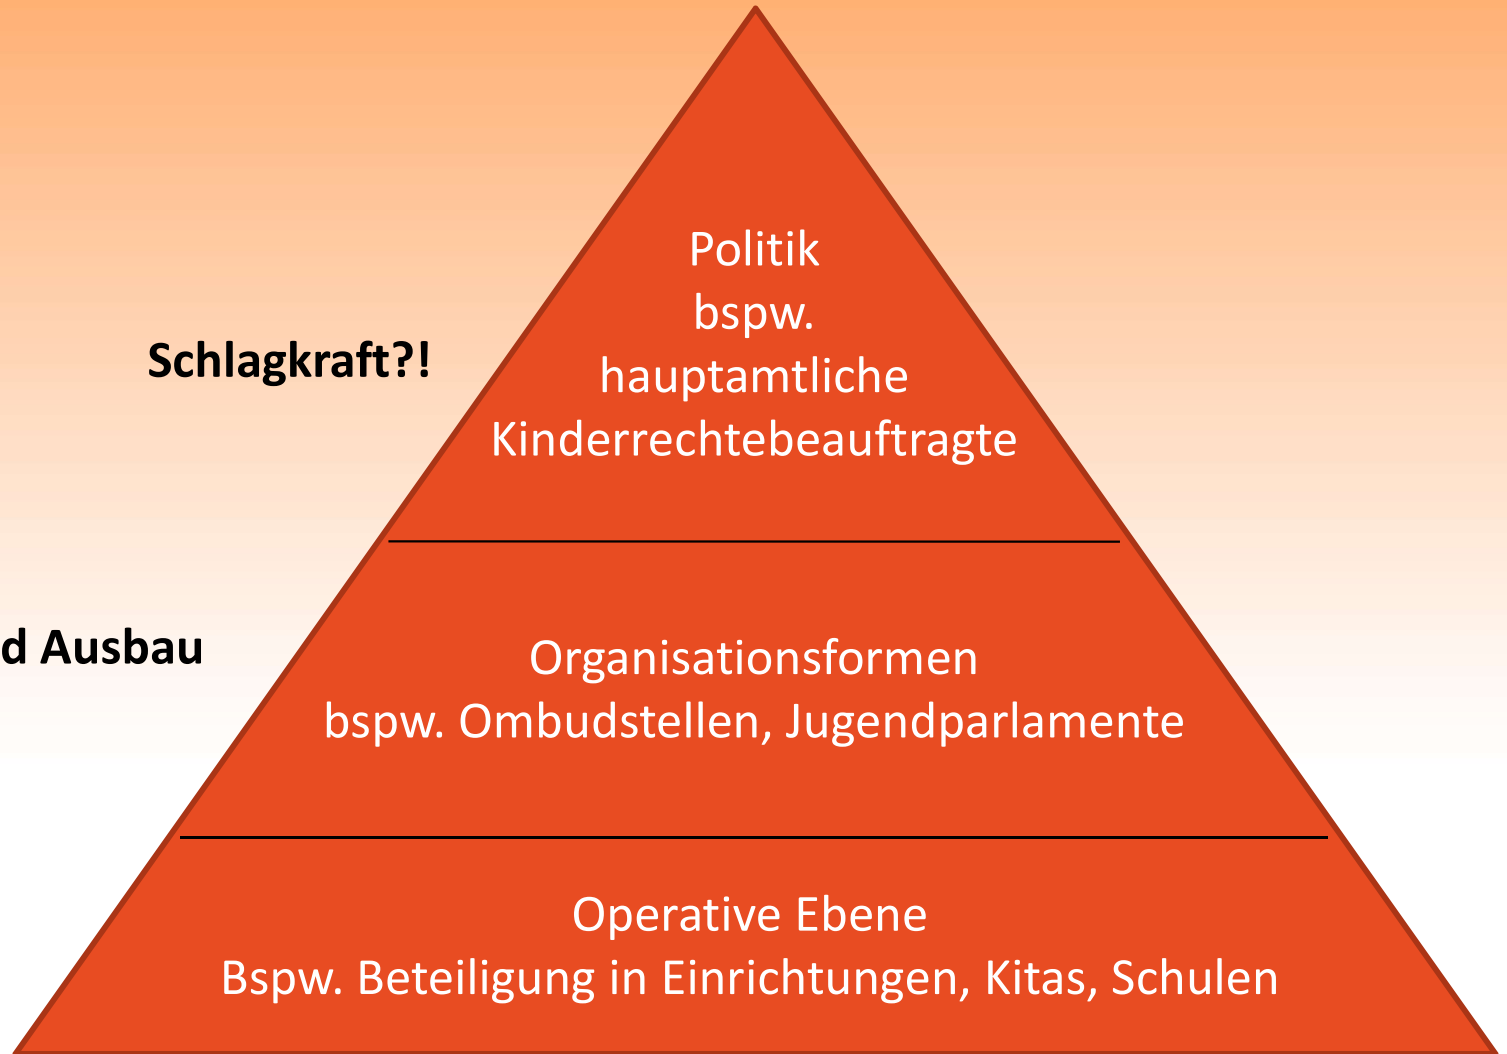 Politik
bspw.
hauptamtliche
Kinderrechtebeauftragte
Schlagkraft?!
d Ausbau
Organisationsformen
bspw. Ombudstellen, Jugendparlamente
Operative Ebene
Bspw. Beteiligung in Einrichtungen, Kitas, Schulen